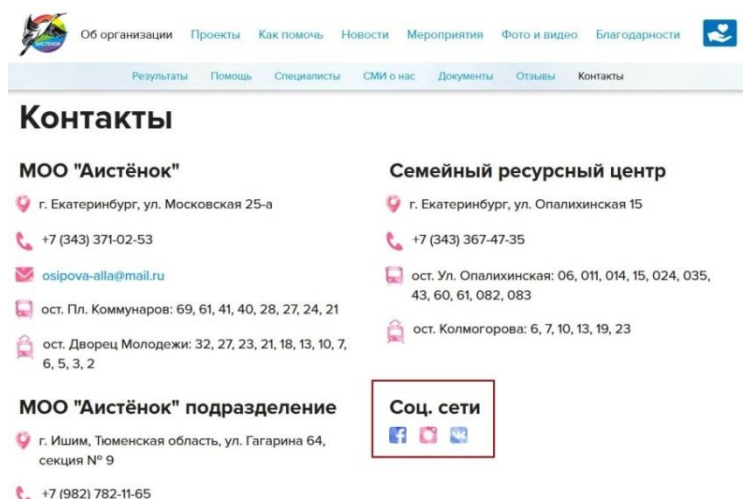 АИСТЁНОК
Об организации Проекты Как помочь Новости Мероприятия Фото и видео Благодарности
Результаты Помощь Специалисты СМИ о нас Документы Отзывы Контакты
Контакты
МОО "Аистёнок"
г. Екатеринбург, ул. Московская 25-а
+7 (343) 371-02-53
osipova-alla@mail.ru
ост. Пл. Коммунаров: 69, 61, 41, 40, 28, 27, 24, 21
ост. Дворец Молодежи: 32, 27, 23, 21, 18, 13, 10, 7,
6, 5, 3, 2
Семейный ресурсный центр
г. Екатеринбург, ул. Опалихинская 15
+7 (343) 367-47-35
ост. Ул. Опалихинская: 06, 011, 014, 15, 024, 035,
43, 60, 61, 082, 083
ост. Колмогорова: 6, 7, 10, 13, 19, 23
МОО "Аистёнок" подразделение
г. Ишим, Тюменская область, ул. Гагарина 64,
секция № 9
+7 (982) 782-11-65
Соц. сети